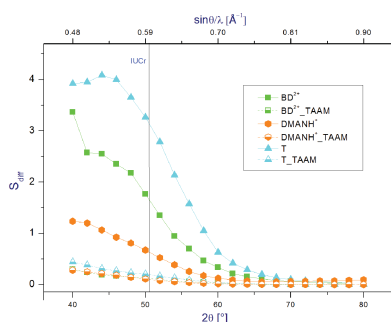 sinθ/λ [Å⁻¹]
0.48 0.59 0.70 0.81 0.90
IUCr
4
3
2
1
0
S_diff
BD²⁺
BD²⁺_TAAM
DMANH⁺
DMANH⁺_TAAM
T
T_TAAM
40 50 60 70 80
2θ [°]